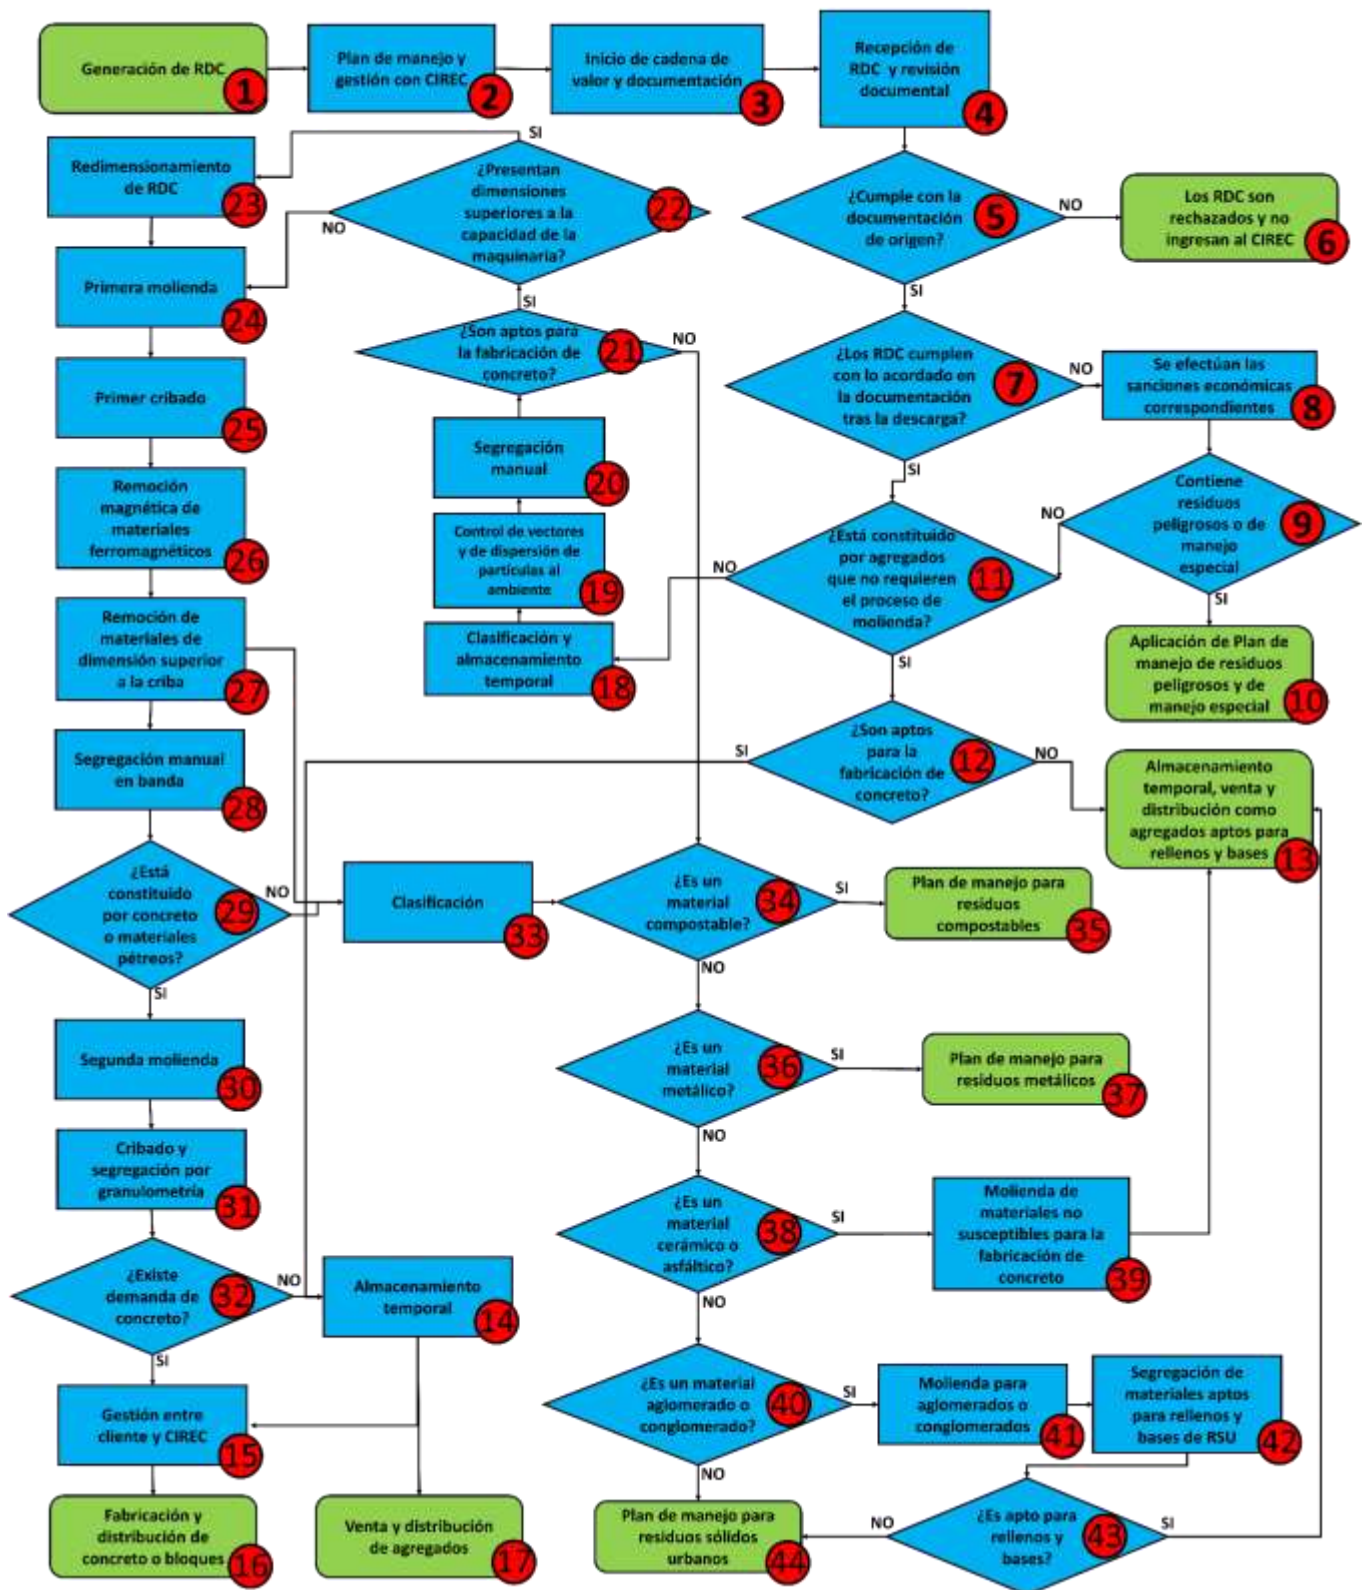 Generación de RDC
1
Plan de manejo y
gestión con CIREC
2
Inicio de cadena de
valor y documentación
3
Recepción de
RDC y revisión
documental
4
¿Cumple con la
documentación
de origen?
5
NO
SI
Los RDC son
rechazados y no
ingresan al CIREC
6
¿Los RDC cumplen
con lo acordado en
la documentación
tras la descarga?
7
NO
SI
Se efectúan las
sanciones económicas
correspondientes
8
Contiene
residuos
peligrosos o de
manejo
especial
9
NO
SI
Aplicación de Plan de
manejo de residuos
peligrosos y de
manejo especial
10
¿Está constituido
por agregados
que no requieren
el proceso de
molienda?
11
NO
SI
¿Son aptos
para la
fabricación de
concreto?
12
SI
NO
Almacenamiento
temporal, venta y
distribución como
agregados aptos para
rellenos y bases
13
Almacenamiento
temporal
14
Gestión entre
cliente y CIREC
15
Fabricación y
distribución de
concreto o bloques
16
Venta y distribución
de agregados
17
Clasificación y
almacenamiento
temporal
18
Control de vectores
y de dispersión de
partículas al
ambiente
19
Segregación
manual
20
¿Son aptos para
la fabricación de
concreto?
21
SI
NO
¿Presentan
dimensiones
superiores a la
capacidad de la
maquinaria?
22
SI
NO
Redimensionamiento
de RDC
23
Primera molienda
24
Primer cribado
25
Remoción
magnética de
materiales
ferromagnéticos
26
Remoción de
materiales de
dimensión superior
a la criba
27
Segregación manual
en banda
28
¿Está
constituido
por concreto
o materiales
pétreos?
29
NO
SI
Segunda molienda
30
Cribado y
segregación por
granulometría
31
¿Existe
demanda de
concreto?
32
NO
SI
Clasificación
33
¿Es un
material
compostable?
34
SI
NO
Plan de manejo para
residuos
compostables
35
¿Es un
material
metálico?
36
SI
NO
Plan de manejo para
residuos metálicos
37
¿Es un
material
cerámico o
asfáltico?
38
SI
NO
Molienda de
materiales no
susceptibles para la
fabricación de
concreto
39
¿Es un material
aglomerado o
conglomerado?
40
SI
NO
Molienda para
aglomerados o
conglomerados
41
Segregación de
materiales aptos
para rellenos y
bases de RSU
42
¿Es apto para
rellenos y
bases?
43
NO
SI
Plan de manejo para
residuos sólidos
urbanos
44